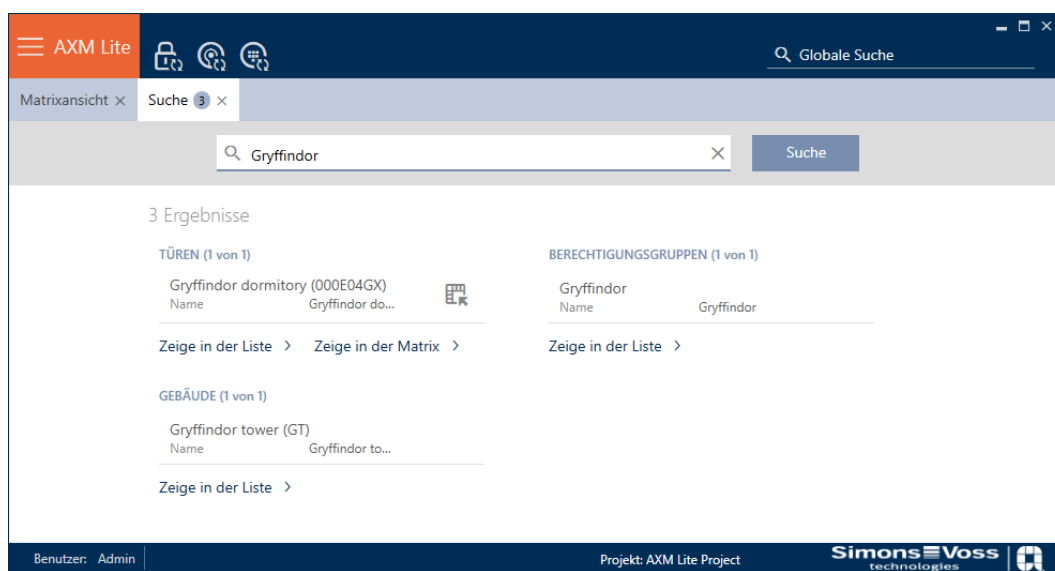 AXM Lite
Globale Suche
Matrixansicht ×
Suche 3 ×
Gryffindor
Suche
3 Ergebnisse
TÜREN (1 von 1)
Gryffindor dormitory (000E04GX)
Name Gryffindor do...
Zeige in der Liste > Zeige in der Matrix >
BERECHTIGUNGSGRUPPEN (1 von 1)
Gryffindor
Name Gryffindor
Zeige in der Liste >
GEBÄUDE (1 von 1)
Gryffindor tower (GT)
Name Gryffindor to...
Zeige in der Liste >
Benutzer: Admin
Projekt: AXM Lite Project
Simons Voss
technologies